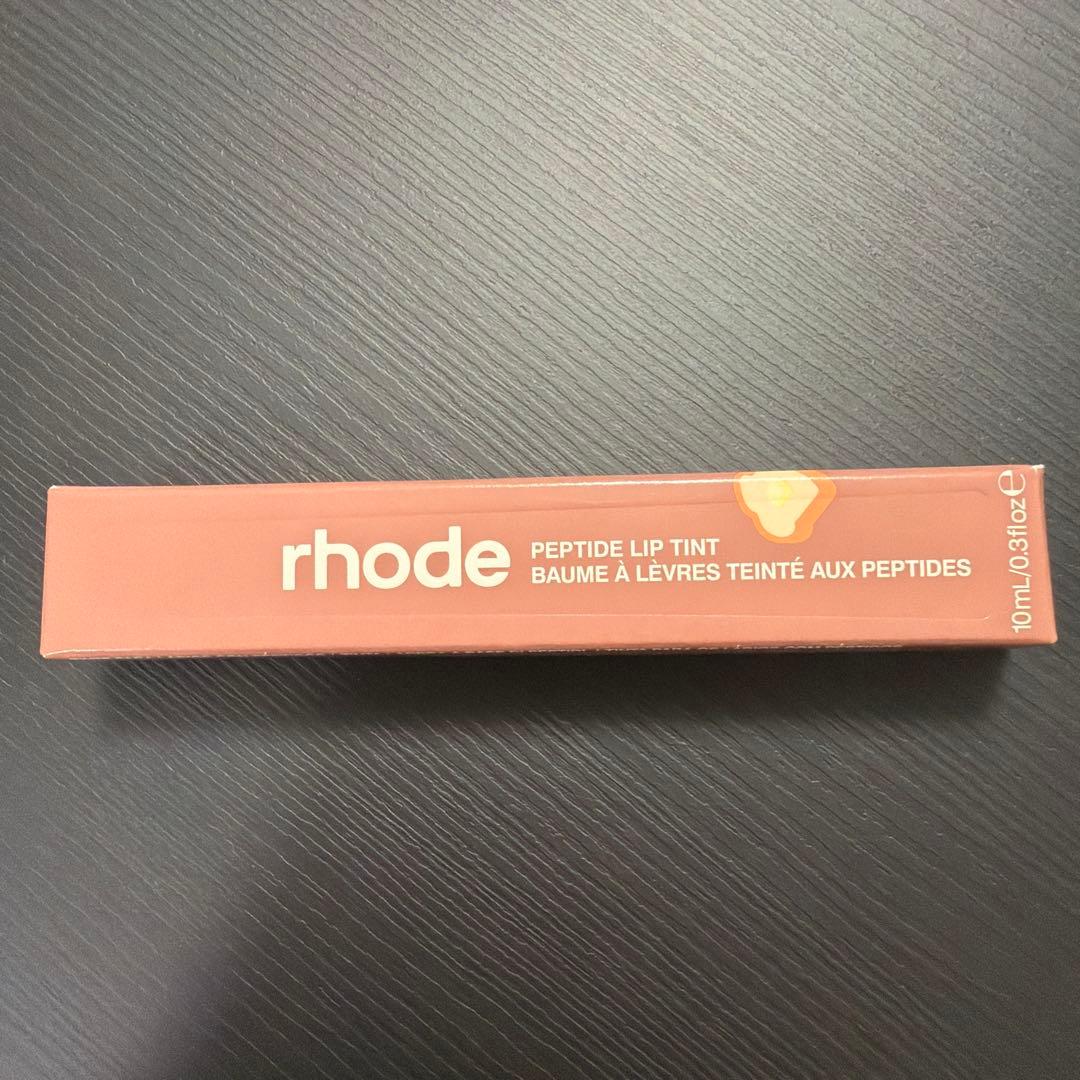 rhode
PEPTIDE LIP TINT
BAUME À LÈVRES TEINTÉ AUX PEPTIDES
10mL/0.3floz℮